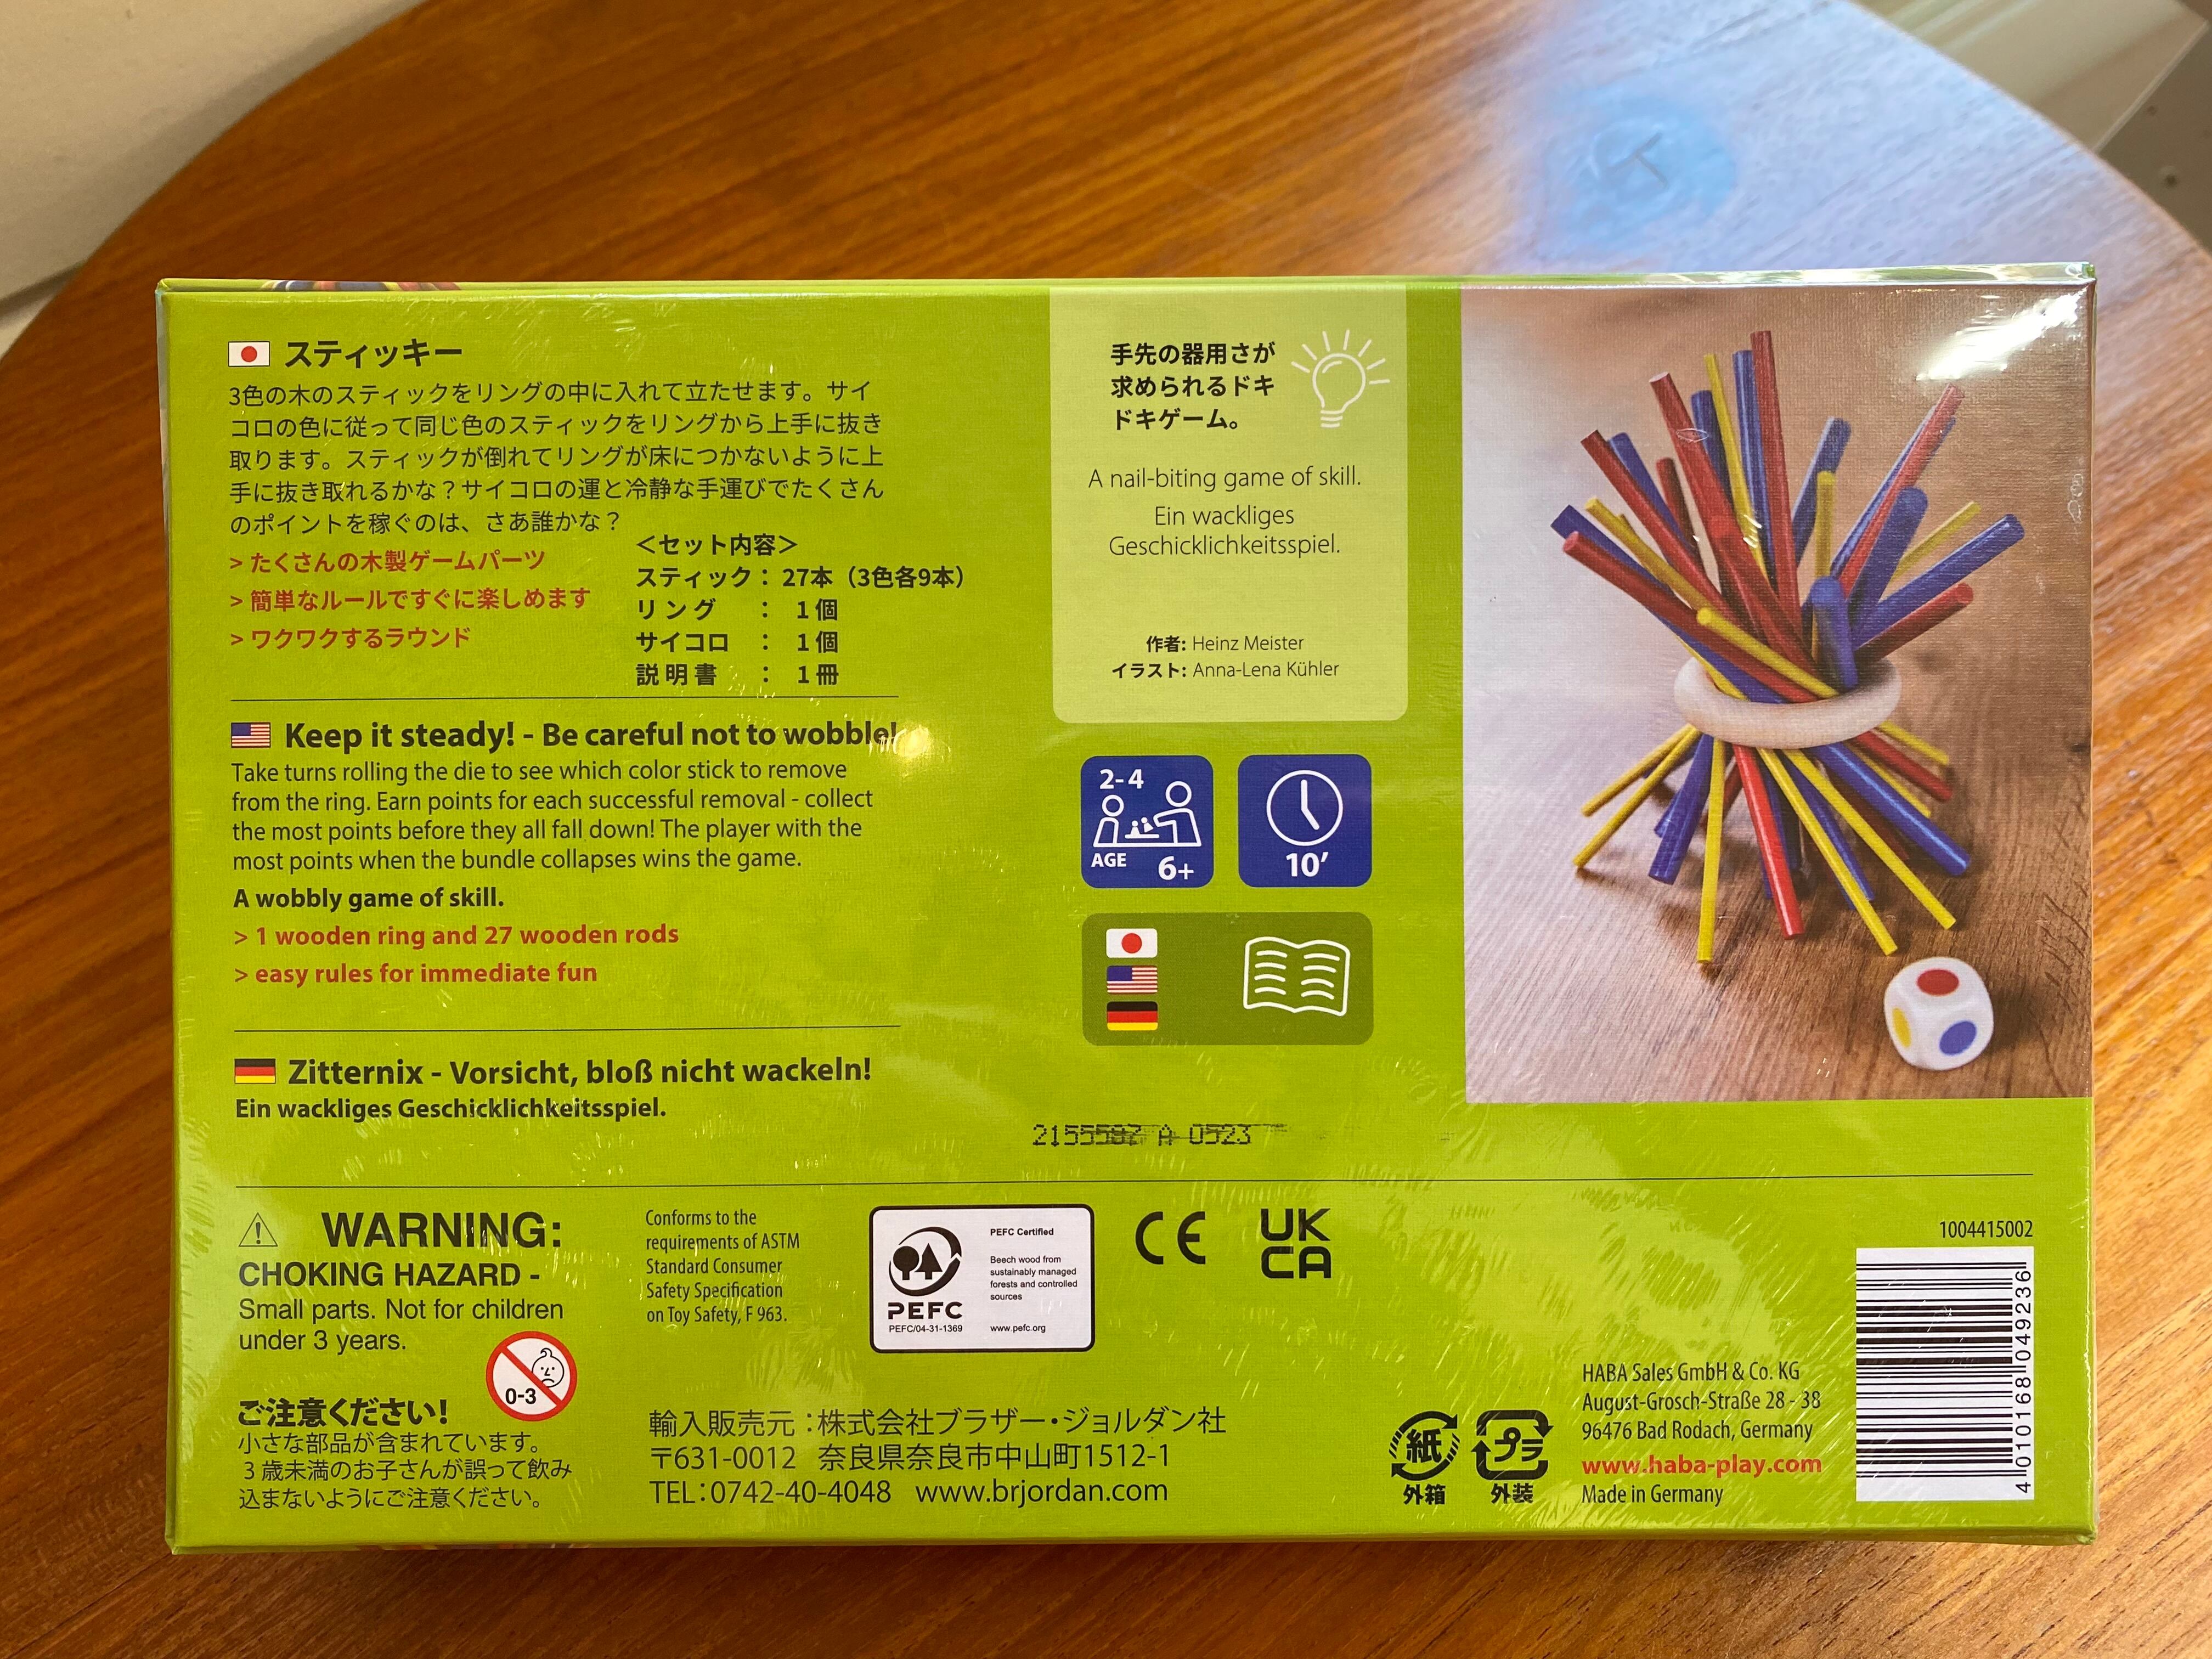 スティッキー
3色の木のスティックをリングの中に入れて立たせます。サイ
コロの色に従って同じ色のスティックをリングから上手に抜き
取ります。スティックが倒れてリングが床につかないように上
手に抜き取れるかな？サイコロの運と冷静な手運びでたくさん
のポイントを稼ぐのは、さあ誰かな？
> たくさんの木製ゲームパーツ
> 簡単なルールですぐに楽しめます
> ワクワクするラウンド
＜セット内容＞
スティック： 27本（3色各9本）
リング ： 1個
サイコロ ： 1個
説明書 ： 1冊
Keep it steady! - Be careful not to wobble!
Take turns rolling the die to see which color stick to remove
from the ring. Earn points for each successful removal - collect
the most points before they all fall down! The player with the
most points when the bundle collapses wins the game.
A wobbly game of skill.
> 1 wooden ring and 27 wooden rods
> easy rules for immediate fun
Zitternix - Vorsicht, bloß nicht wackeln!
Ein wackliges Geschicklichkeitsspiel.
手先の器用さが
求められるドキ
ドキゲーム。
A nail-biting game of skill.
Ein wackliges
Geschicklichkeitsspiel.
作者: Heinz Meister
イラスト: Anna-Lena Kühler
2-4
AGE 6+
10’
A 0523
WARNING:
CHOKING HAZARD -
Small parts. Not for children
under 3 years.
0-3
ご注意ください!
小さな部品が含まれています。
３歳未満のお子さんが誤って飲み
込まないようにご注意ください。
Conforms to the
requirements of ASTM
Standard Consumer
Safety Specification
on Toy Safety, F 963.
PEFC
PEFC/04-31-1369
PEFC Certified
Beech wood from
sustainably managed
forests and controlled
sources
www.pefc.org
CE
UK
CA
輸入販売元：株式会社ブラザー・ジョルダン社
〒631-0012 奈良県奈良市中山町1512-1
TEL：0742-40-4048 www.brjordan.com
紙
外箱
プラ
外装
HABA Sales GmbH & Co. KG
August-Grosch-Straße 28 - 38
96476 Bad Rodach, Germany
www.haba-play.com
Made in Germany
1004415002
4 010168 049236